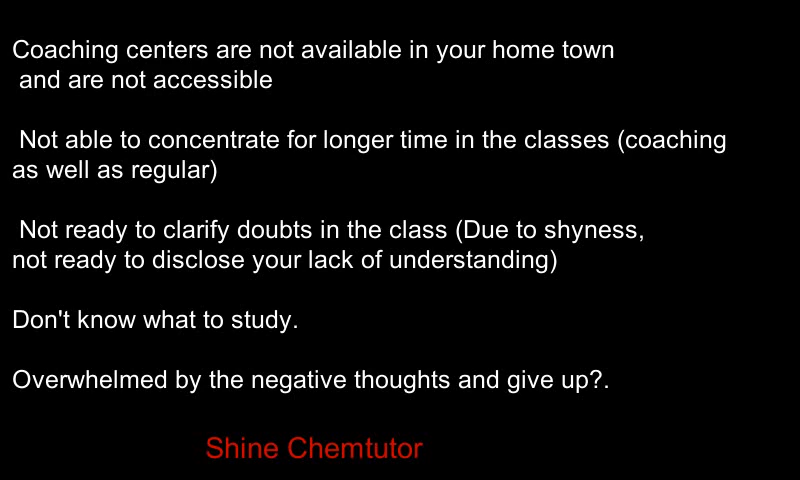 Coaching centers are not available in your home town
and are not accessible
Not able to concentrate for longer time in the classes (coaching
as well as regular)
Not ready to clarify doubts in the class (Due to shyness,
not ready to disclose your lack of understanding)
Don't know what to study.
Overwhelmed by the negative thoughts and give up?.
Shine Chemtutor